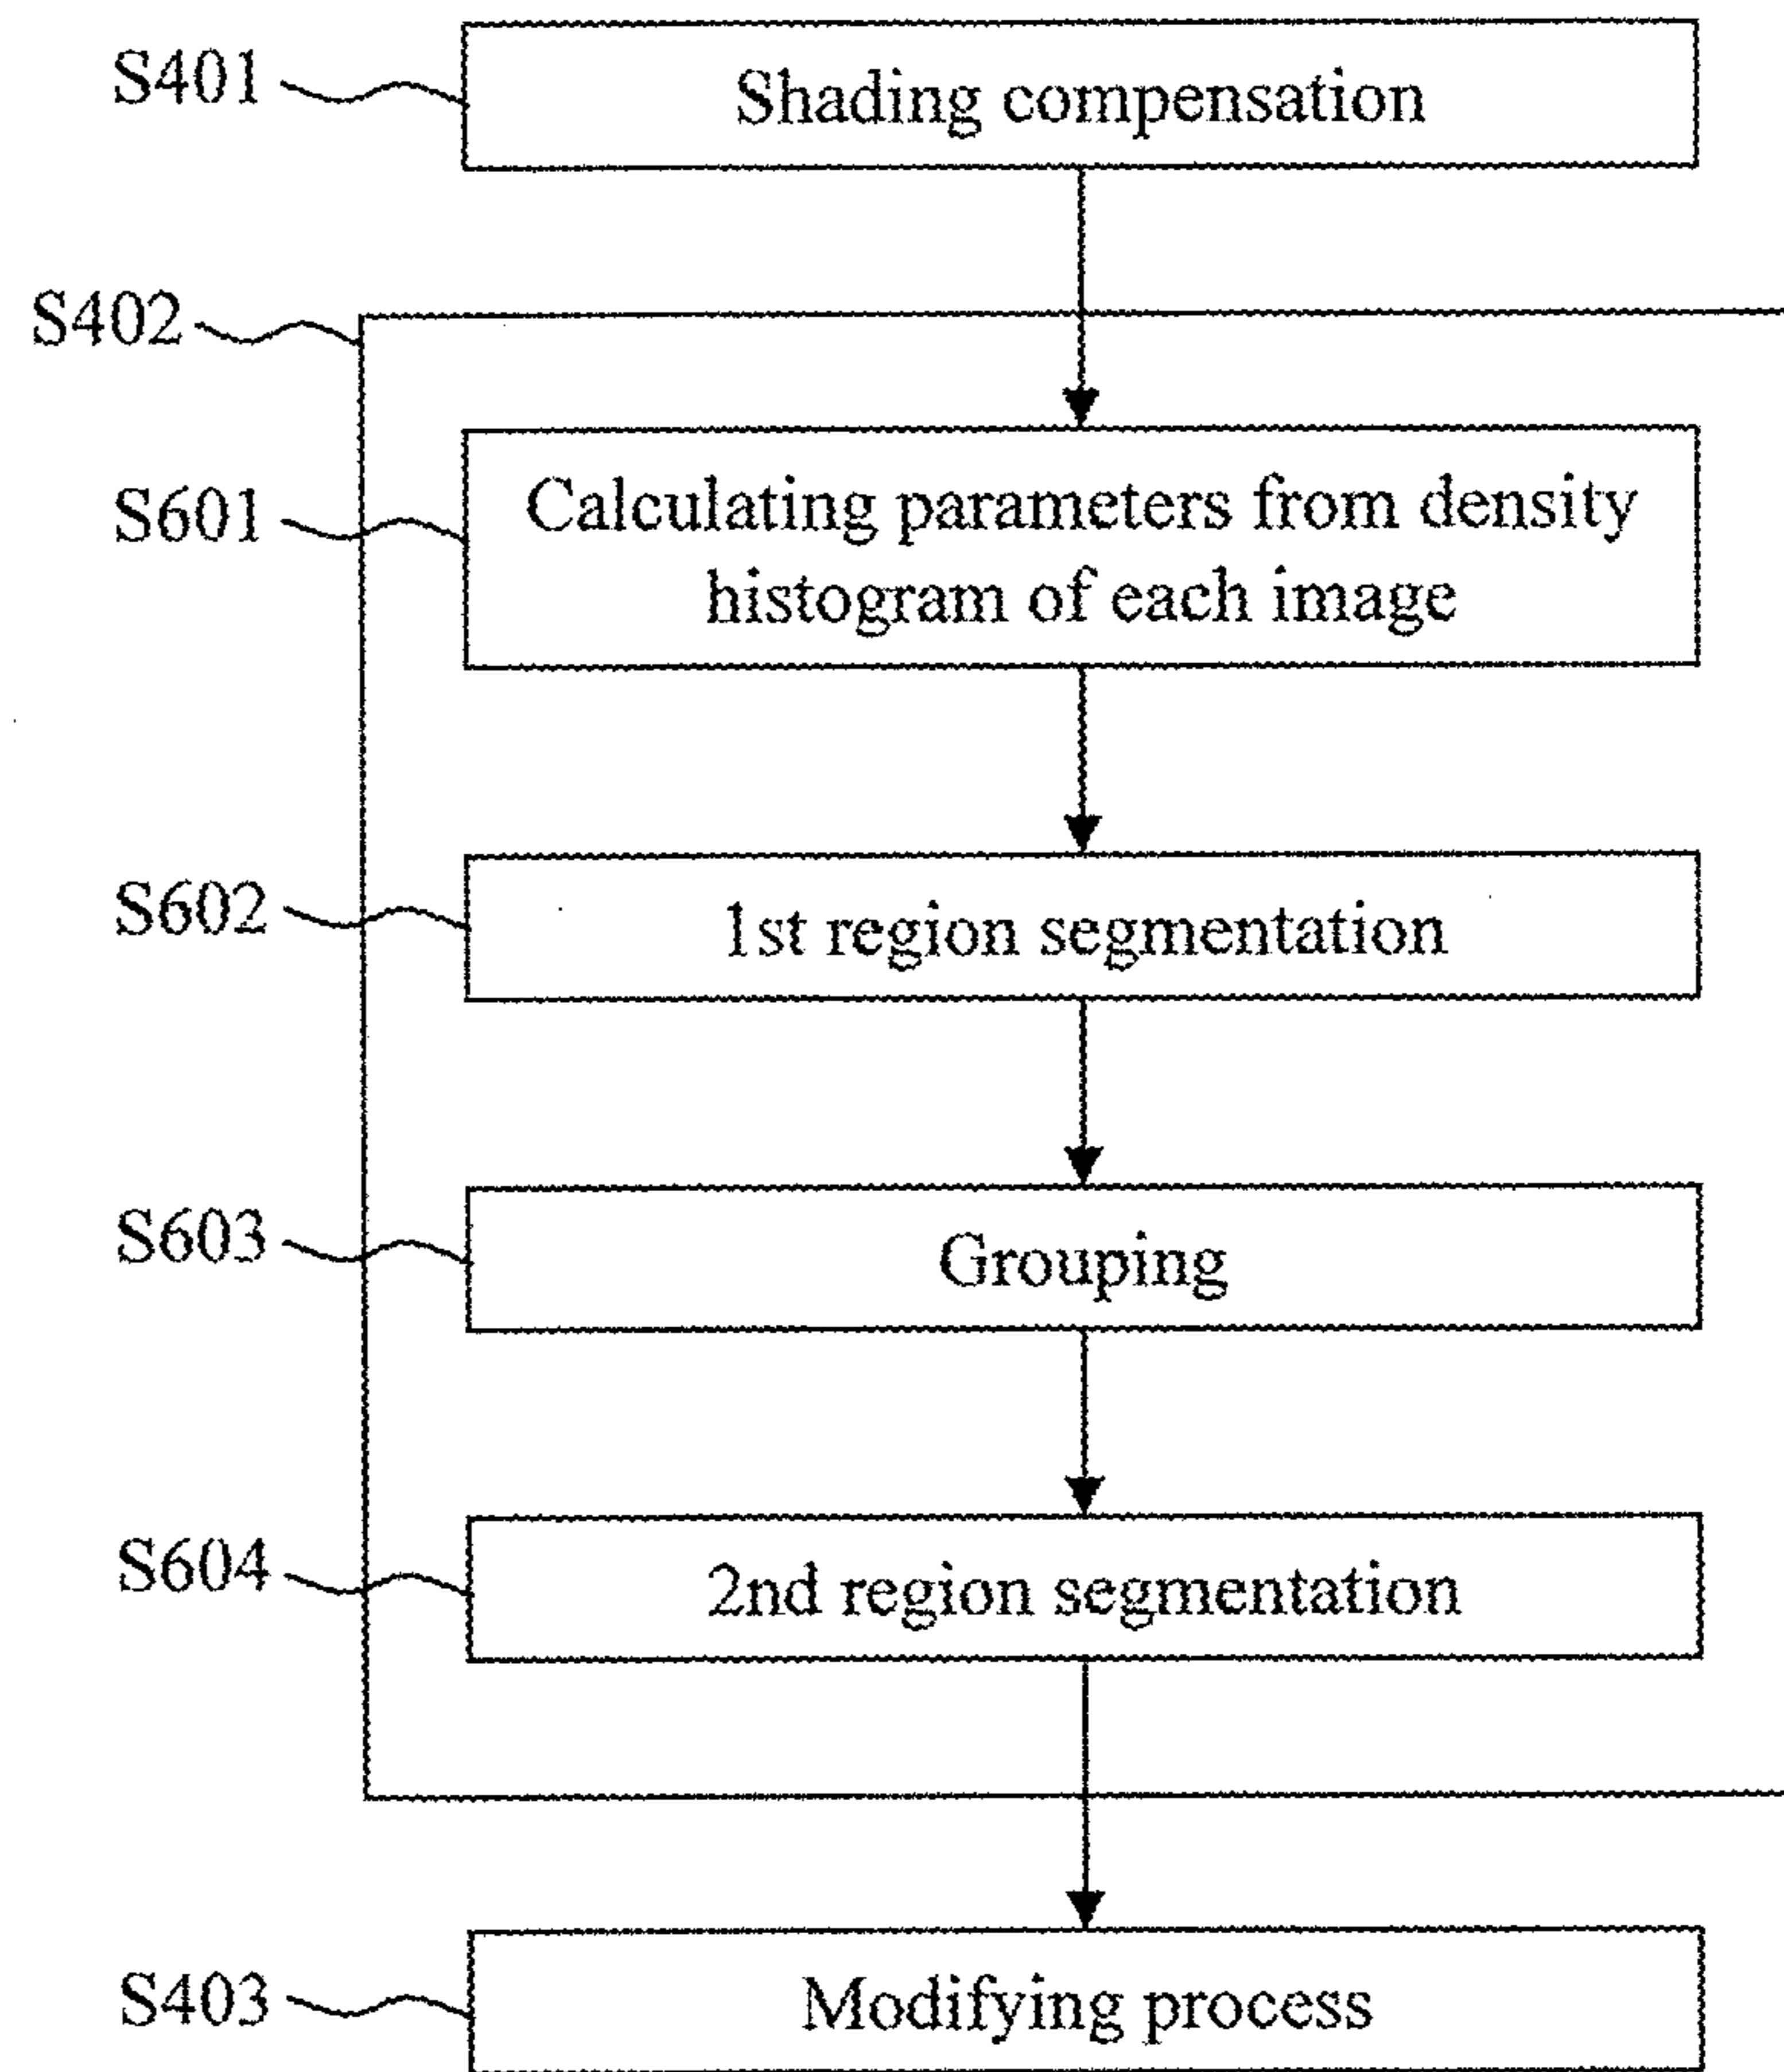 S401
Shading compensation
S402
S601
Calculating parameters from density
histogram of each image
S602
1st region segmentation
S603
Grouping
S604
2nd region segmentation
S403
Modifying process